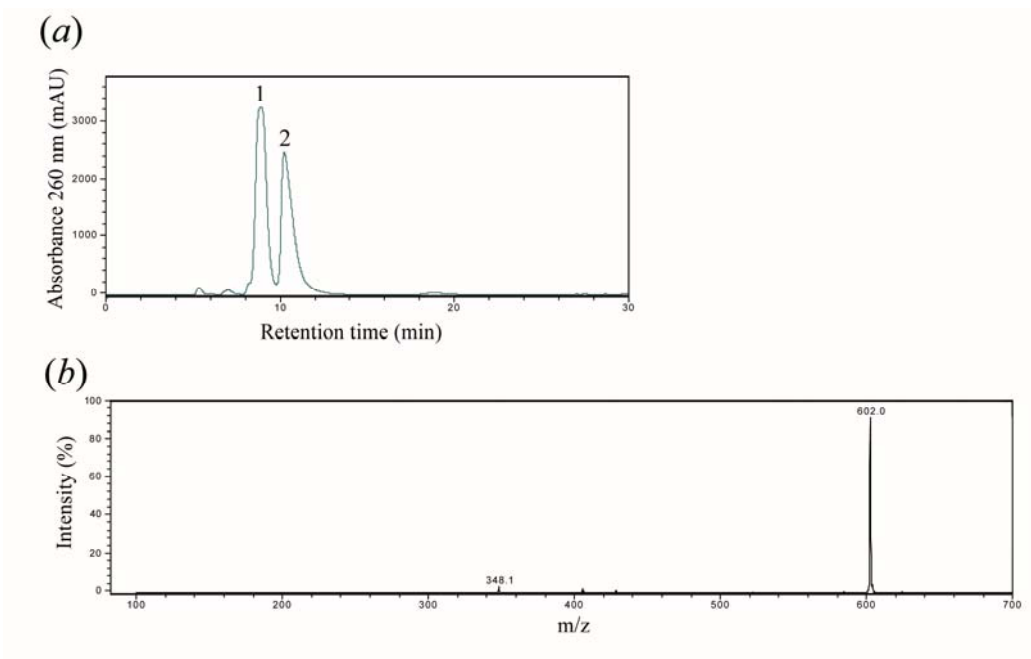 (a)
Absorbance 260 nm (mAU)
3000
2000
1000
0
1
2
0 10 20 30
Retention time (min)
(b)
Intensity (%)
100
80
60
40
20
0
602.0
348.1
100 200 300 400 500 600 700
m/z